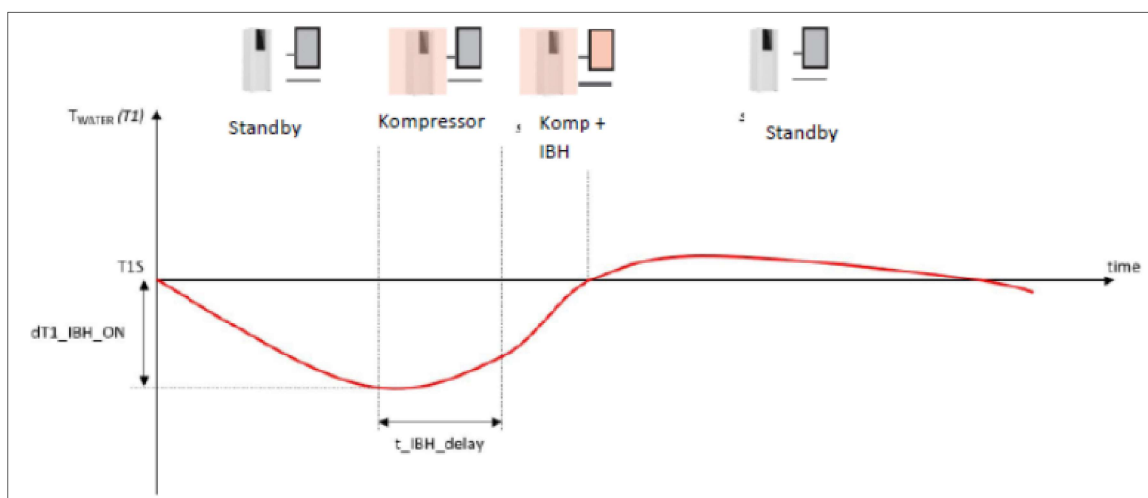 T_WATER (T1)
Standby
Kompressor
, Komp +
IBH
s
Standby
T1S
time
dT1_IBH_ON
t_IBH_delay